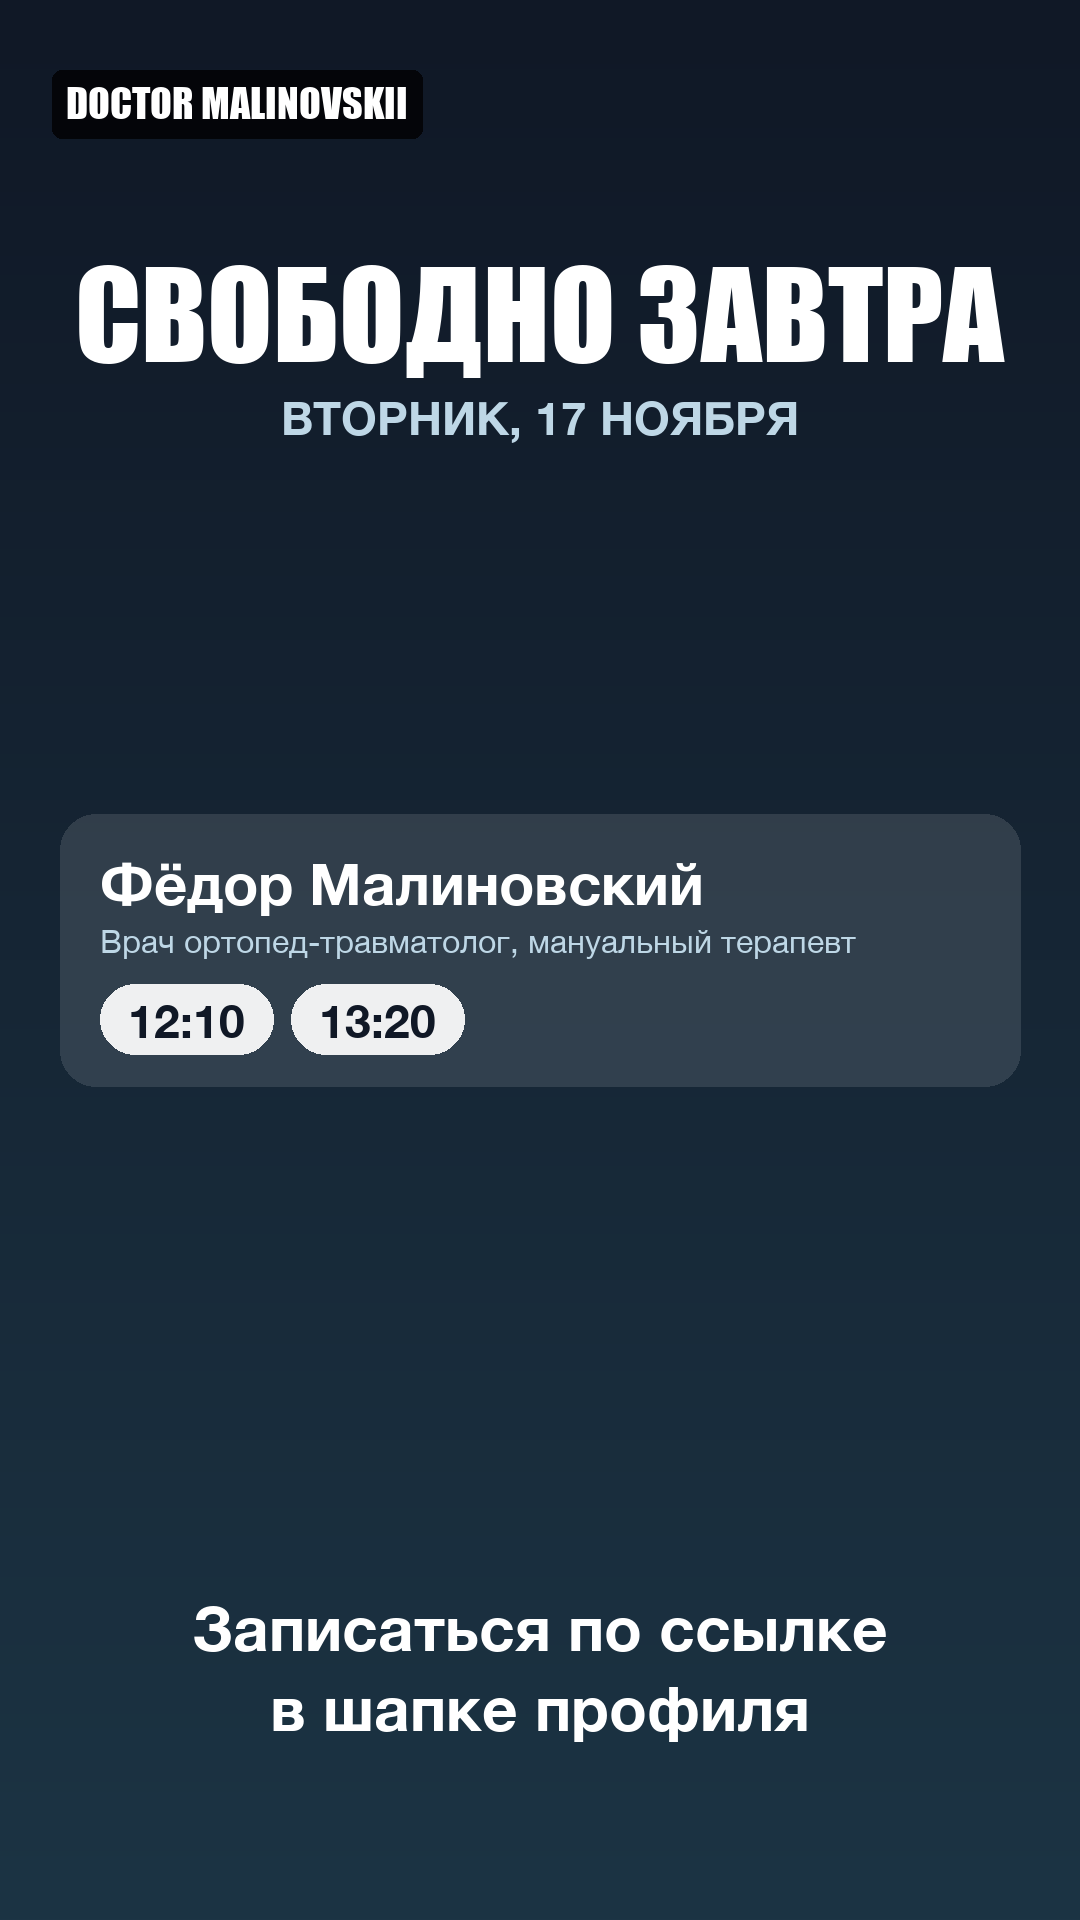 DOCTOR MALINOVSKII
СВОБОДНО ЗАВТРА
ВТОРНИК, 17 НОЯБРЯ
Фёдор Малиновский
Врач ортопед-травматолог, мануальный терапевт
12:10 13:20
Записаться по ссылке
в шапке профиля